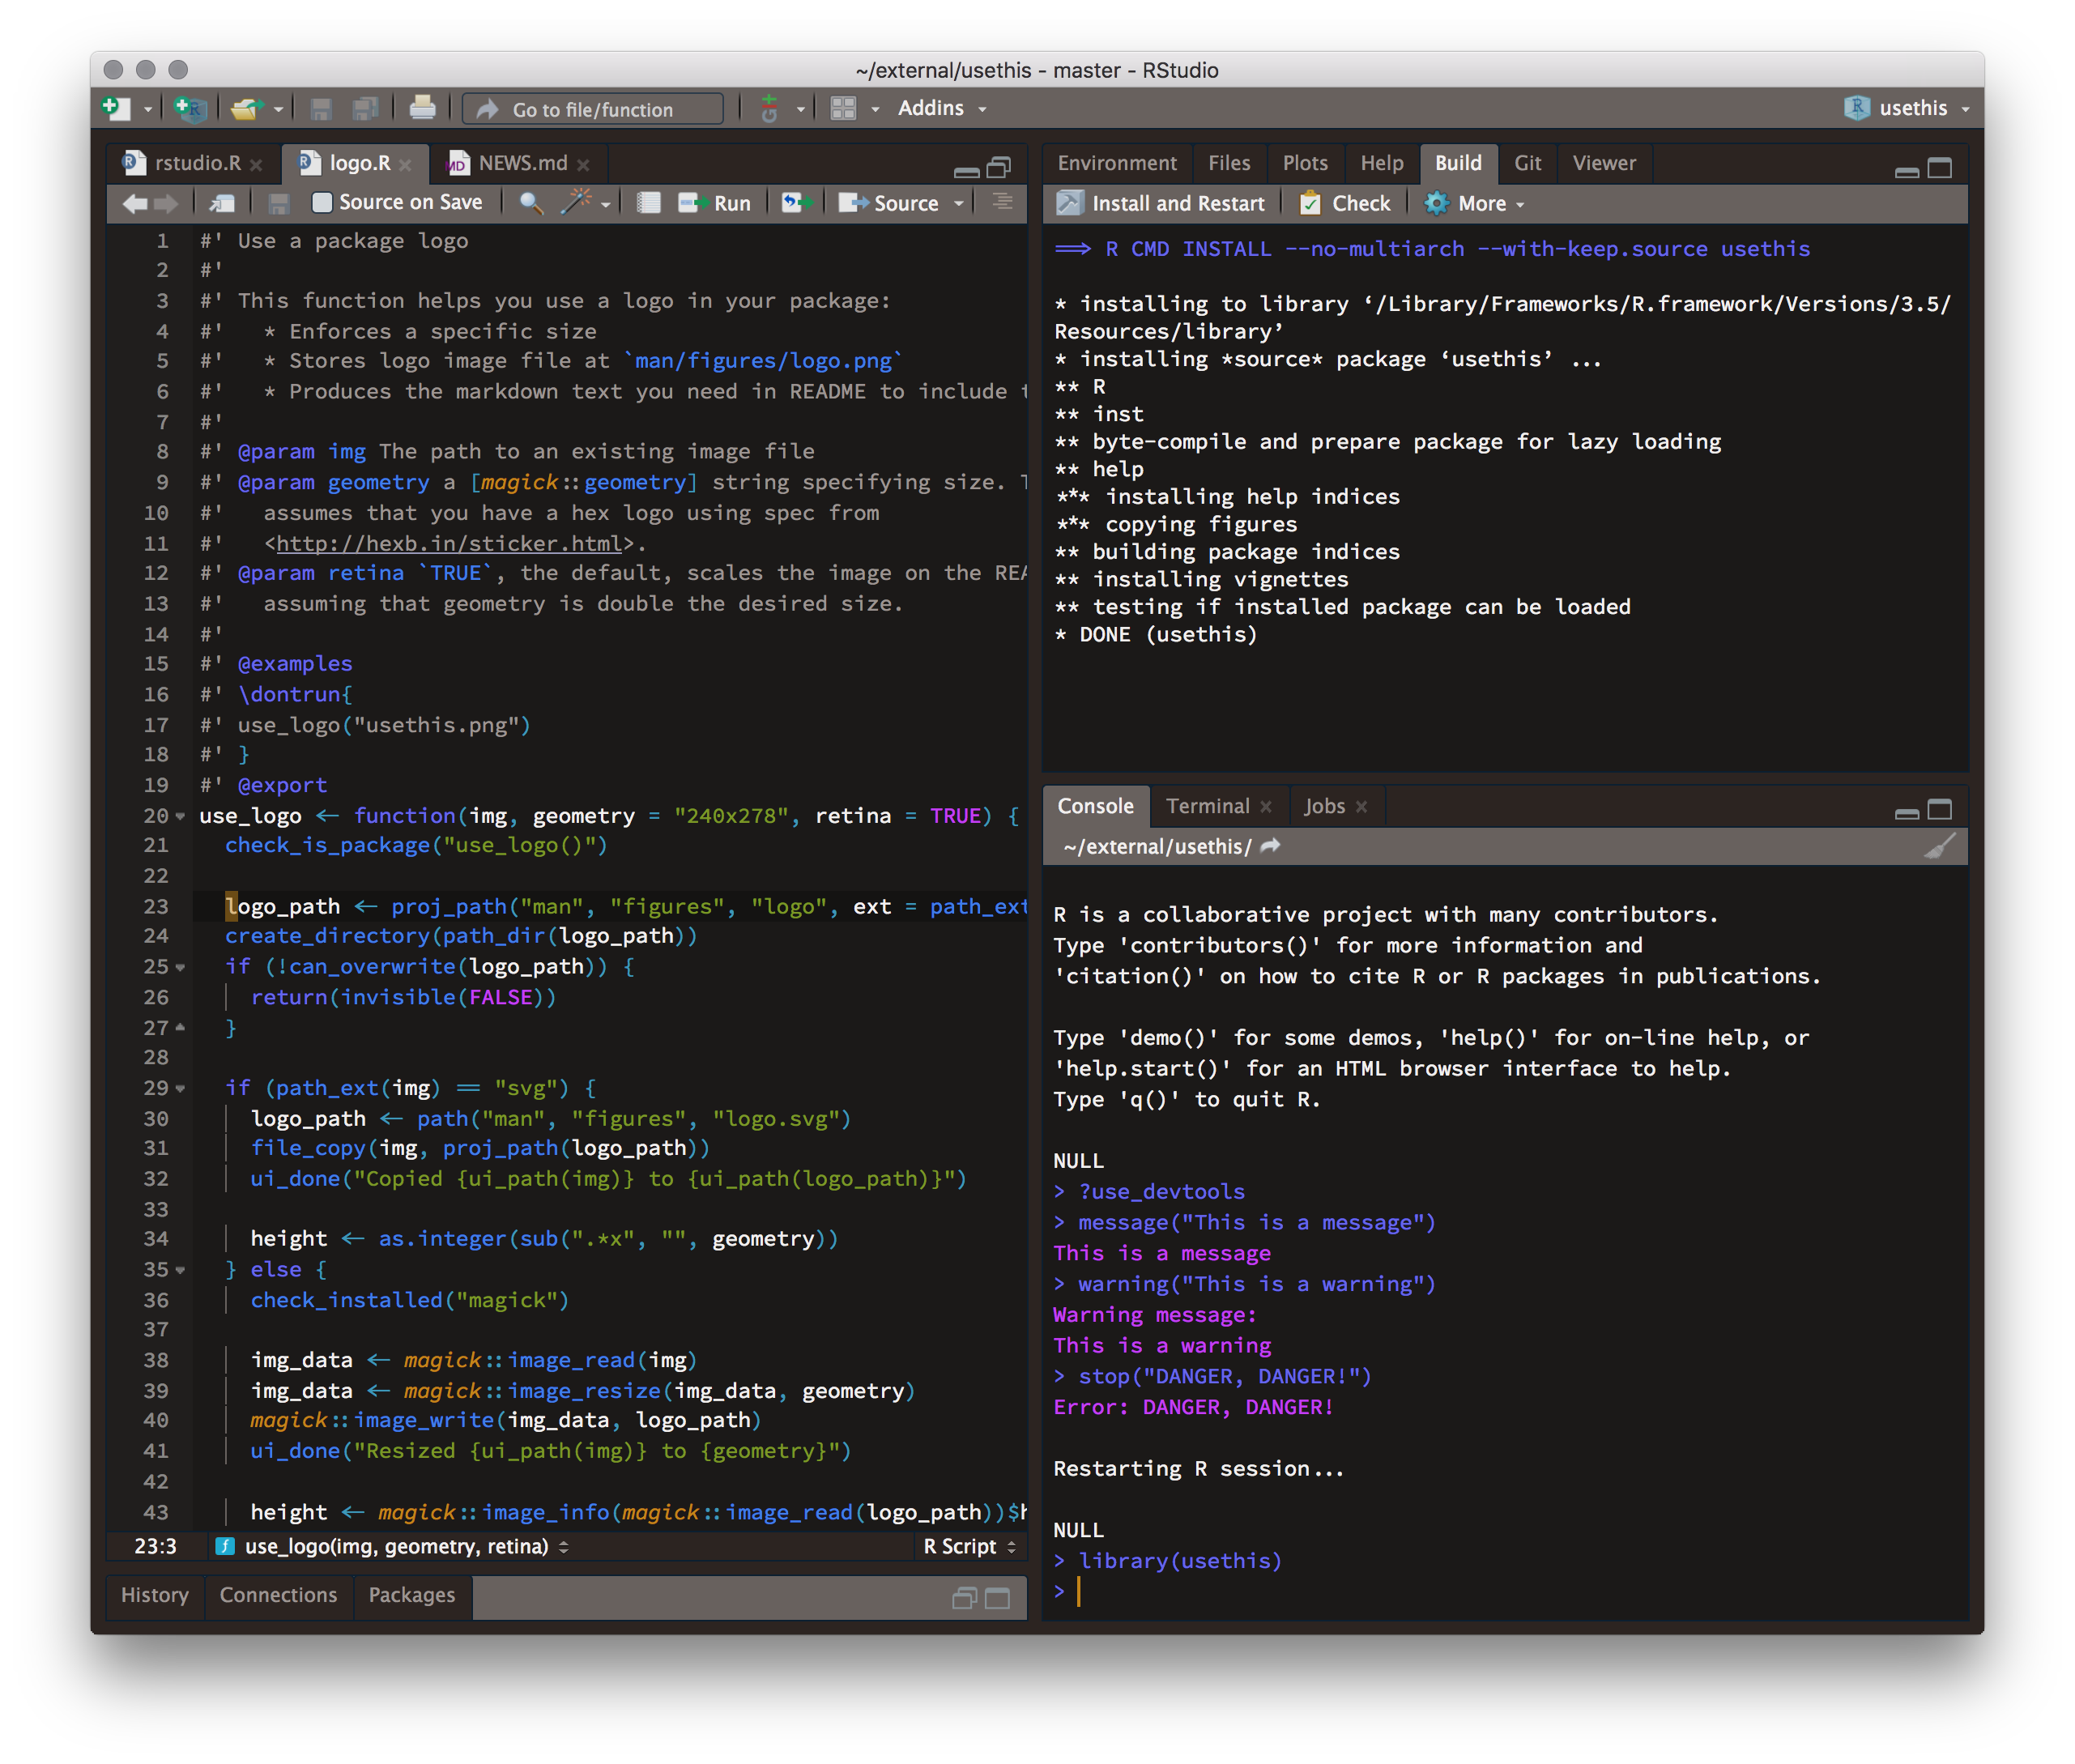 ~/external/usethis - master - RStudio
Go to file/function
Addins
usethis
rstudio.R
logo.R
NEWS.md
Source on Save
Run
Source
1 #' Use a package logo
2 #'
3 #' This function helps you use a logo in your package:
4 #'   * Enforces a specific size
5 #'   * Stores logo image file at `man/figures/logo.png`
6 #'   * Produces the markdown text you need in README to include t
7 #'
8 #' @param img The path to an existing image file
9 #' @param geometry a [magick::geometry] string specifying size. T
10 #'   assumes that you have a hex logo using spec from
11 #'   <http://hexb.in/sticker.html>.
12 #' @param retina `TRUE`, the default, scales the image on the REA
13 #'   assuming that geometry is double the desired size.
14 #'
15 #' @examples
16 #' \dontrun{
17 #' use_logo("usethis.png")
18 #' }
19 #' @export
20 use_logo <- function(img, geometry = "240x278", retina = TRUE) {
21   check_is_package("use_logo()")
22
23   logo_path <- proj_path("man", "figures", "logo", ext = path_ext
24   create_directory(path_dir(logo_path))
25   if (!can_overwrite(logo_path)) {
26     return(invisible(FALSE))
27   }
28
29   if (path_ext(img) == "svg") {
30     logo_path <- path("man", "figures", "logo.svg")
31     file_copy(img, proj_path(logo_path))
32     ui_done("Copied {ui_path(img)} to {ui_path(logo_path)}")
33
34     height <- as.integer(sub(".*x", "", geometry))
35   } else {
36     check_installed("magick")
37
38     img_data <- magick::image_read(img)
39     img_data <- magick::image_resize(img_data, geometry)
40     magick::image_write(img_data, logo_path)
41     ui_done("Resized {ui_path(img)} to {geometry}")
42
43     height <- magick::image_info(magick::image_read(logo_path))$h
23:3
use_logo(img, geometry, retina)
R Script
History
Connections
Packages
Environment
Files
Plots
Help
Build
Git
Viewer
Install and Restart
Check
More
==> R CMD INSTALL --no-multiarch --with-keep.source usethis
* installing to library ‘/Library/Frameworks/R.framework/Versions/3.5/
Resources/library’
* installing *source* package ‘usethis’ ...
** R
** inst
** byte-compile and prepare package for lazy loading
** help
*** installing help indices
*** copying figures
** building package indices
** installing vignettes
** testing if installed package can be loaded
* DONE (usethis)
Console
Terminal
Jobs
~/external/usethis/
R is a collaborative project with many contributors.
Type 'contributors()' for more information and
'citation()' on how to cite R or R packages in publications.
Type 'demo()' for some demos, 'help()' for on-line help, or
'help.start()' for an HTML browser interface to help.
Type 'q()' to quit R.
NULL
> ?use_devtools
> message("This is a message")
This is a message
> warning("This is a warning")
Warning message:
This is a warning
> stop("DANGER, DANGER!")
Error: DANGER, DANGER!
Restarting R session...
NULL
> library(usethis)
>